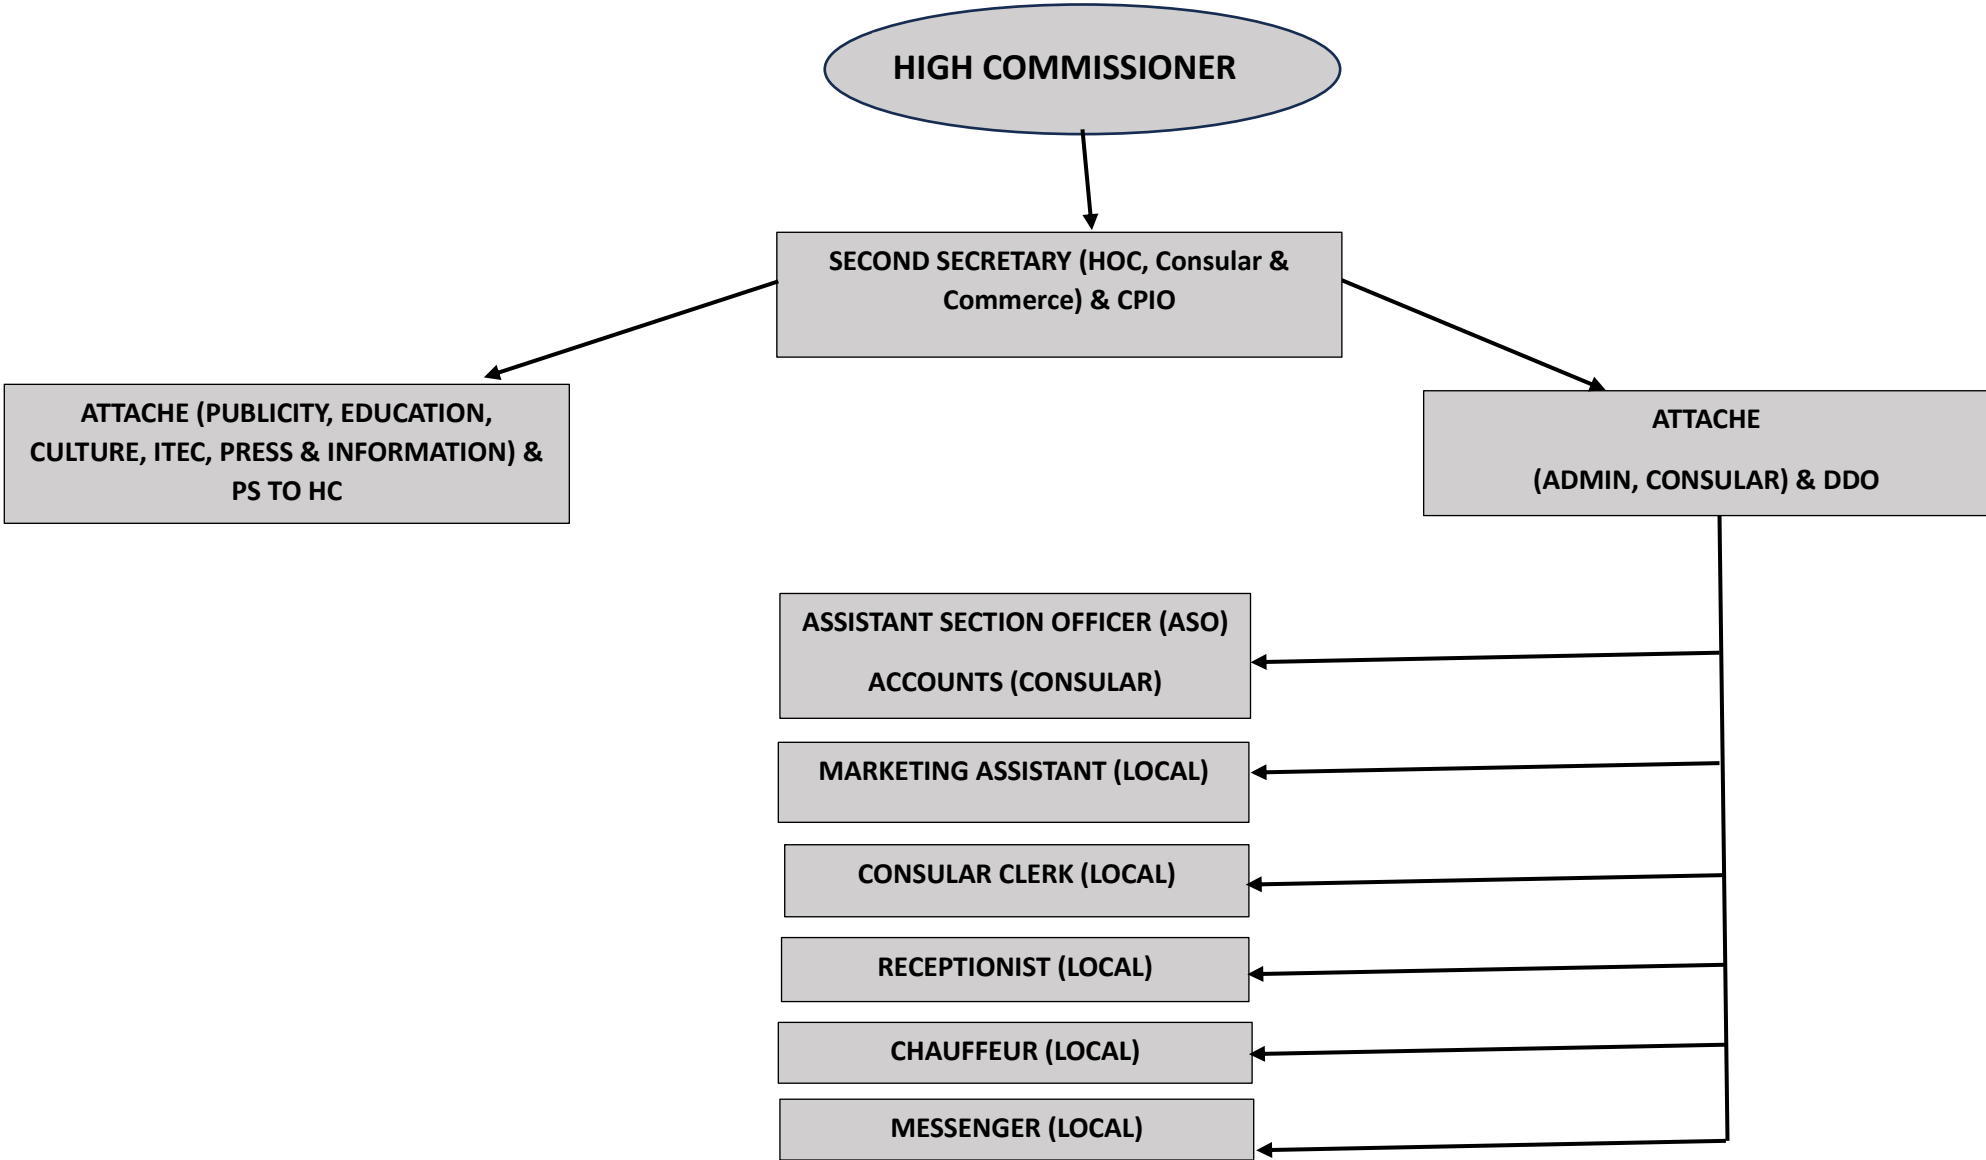 HIGH COMMISSIONER
SECOND SECRETARY (HOC, Consular &
Commerce) & CPIO
ATTACHE (PUBLICITY, EDUCATION,
CULTURE, ITEC, PRESS & INFORMATION) &
PS TO HC
ATTACHE
(ADMIN, CONSULAR) & DDO
ASSISTANT SECTION OFFICER (ASO)
ACCOUNTS (CONSULAR)
MARKETING ASSISTANT (LOCAL)
CONSULAR CLERK (LOCAL)
RECEPTIONIST (LOCAL)
CHAUFFEUR (LOCAL)
MESSENGER (LOCAL)